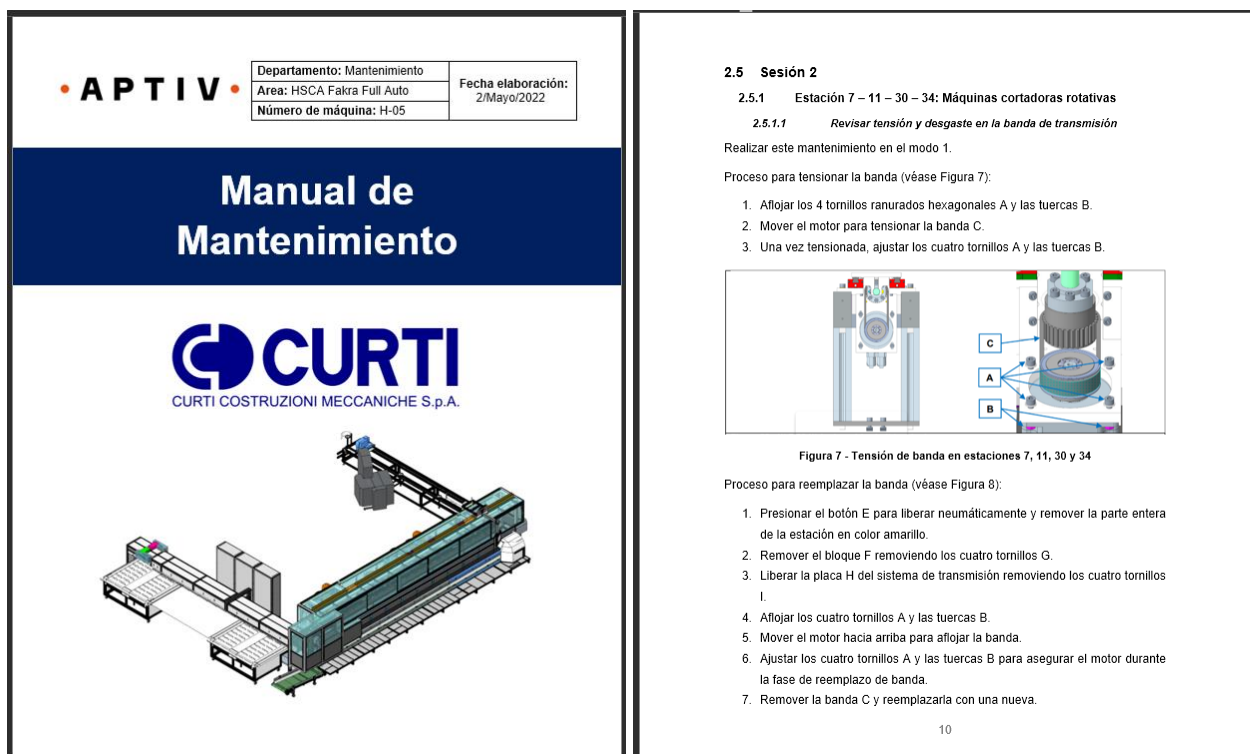 • A P T I V •
Departamento: Mantenimiento
Area: HSCA Fakra Full Auto
Número de máquina: H-05
Fecha elaboración:
2/Mayo/2022
Manual de
Mantenimiento
CURTI
CURTI COSTRUZIONI MECCANICHE S.p.A.
2.5 Sesión 2
2.5.1 Estación 7 – 11 – 30 – 34: Máquinas cortadoras rotativas
2.5.1.1 Revisar tensión y desgaste en la banda de transmisión
Realizar este mantenimiento en el modo 1.
Proceso para tensionar la banda (véase Figura 7):
1. Aflojar los 4 tornillos ranurados hexagonales A y las tuercas B.
2. Mover el motor para tensionar la banda C.
3. Una vez tensionada, ajustar los cuatro tornillos A y las tuercas B.
C
A
B
Figura 7 - Tensión de banda en estaciones 7, 11, 30 y 34
Proceso para reemplazar la banda (véase Figura 8):
1. Presionar el botón E para liberar neumáticamente y remover la parte entera
de la estación en color amarillo.
2. Remover el bloque F removiendo los cuatro tornillos G.
3. Liberar la placa H del sistema de transmisión removiendo los cuatro tornillos
I.
4. Aflojar los cuatro tornillos A y las tuercas B.
5. Mover el motor hacia arriba para aflojar la banda.
6. Ajustar los cuatro tornillos A y las tuercas B para asegurar el motor durante
la fase de reemplazo de banda.
7. Remover la banda C y reemplazarla con una nueva.
10